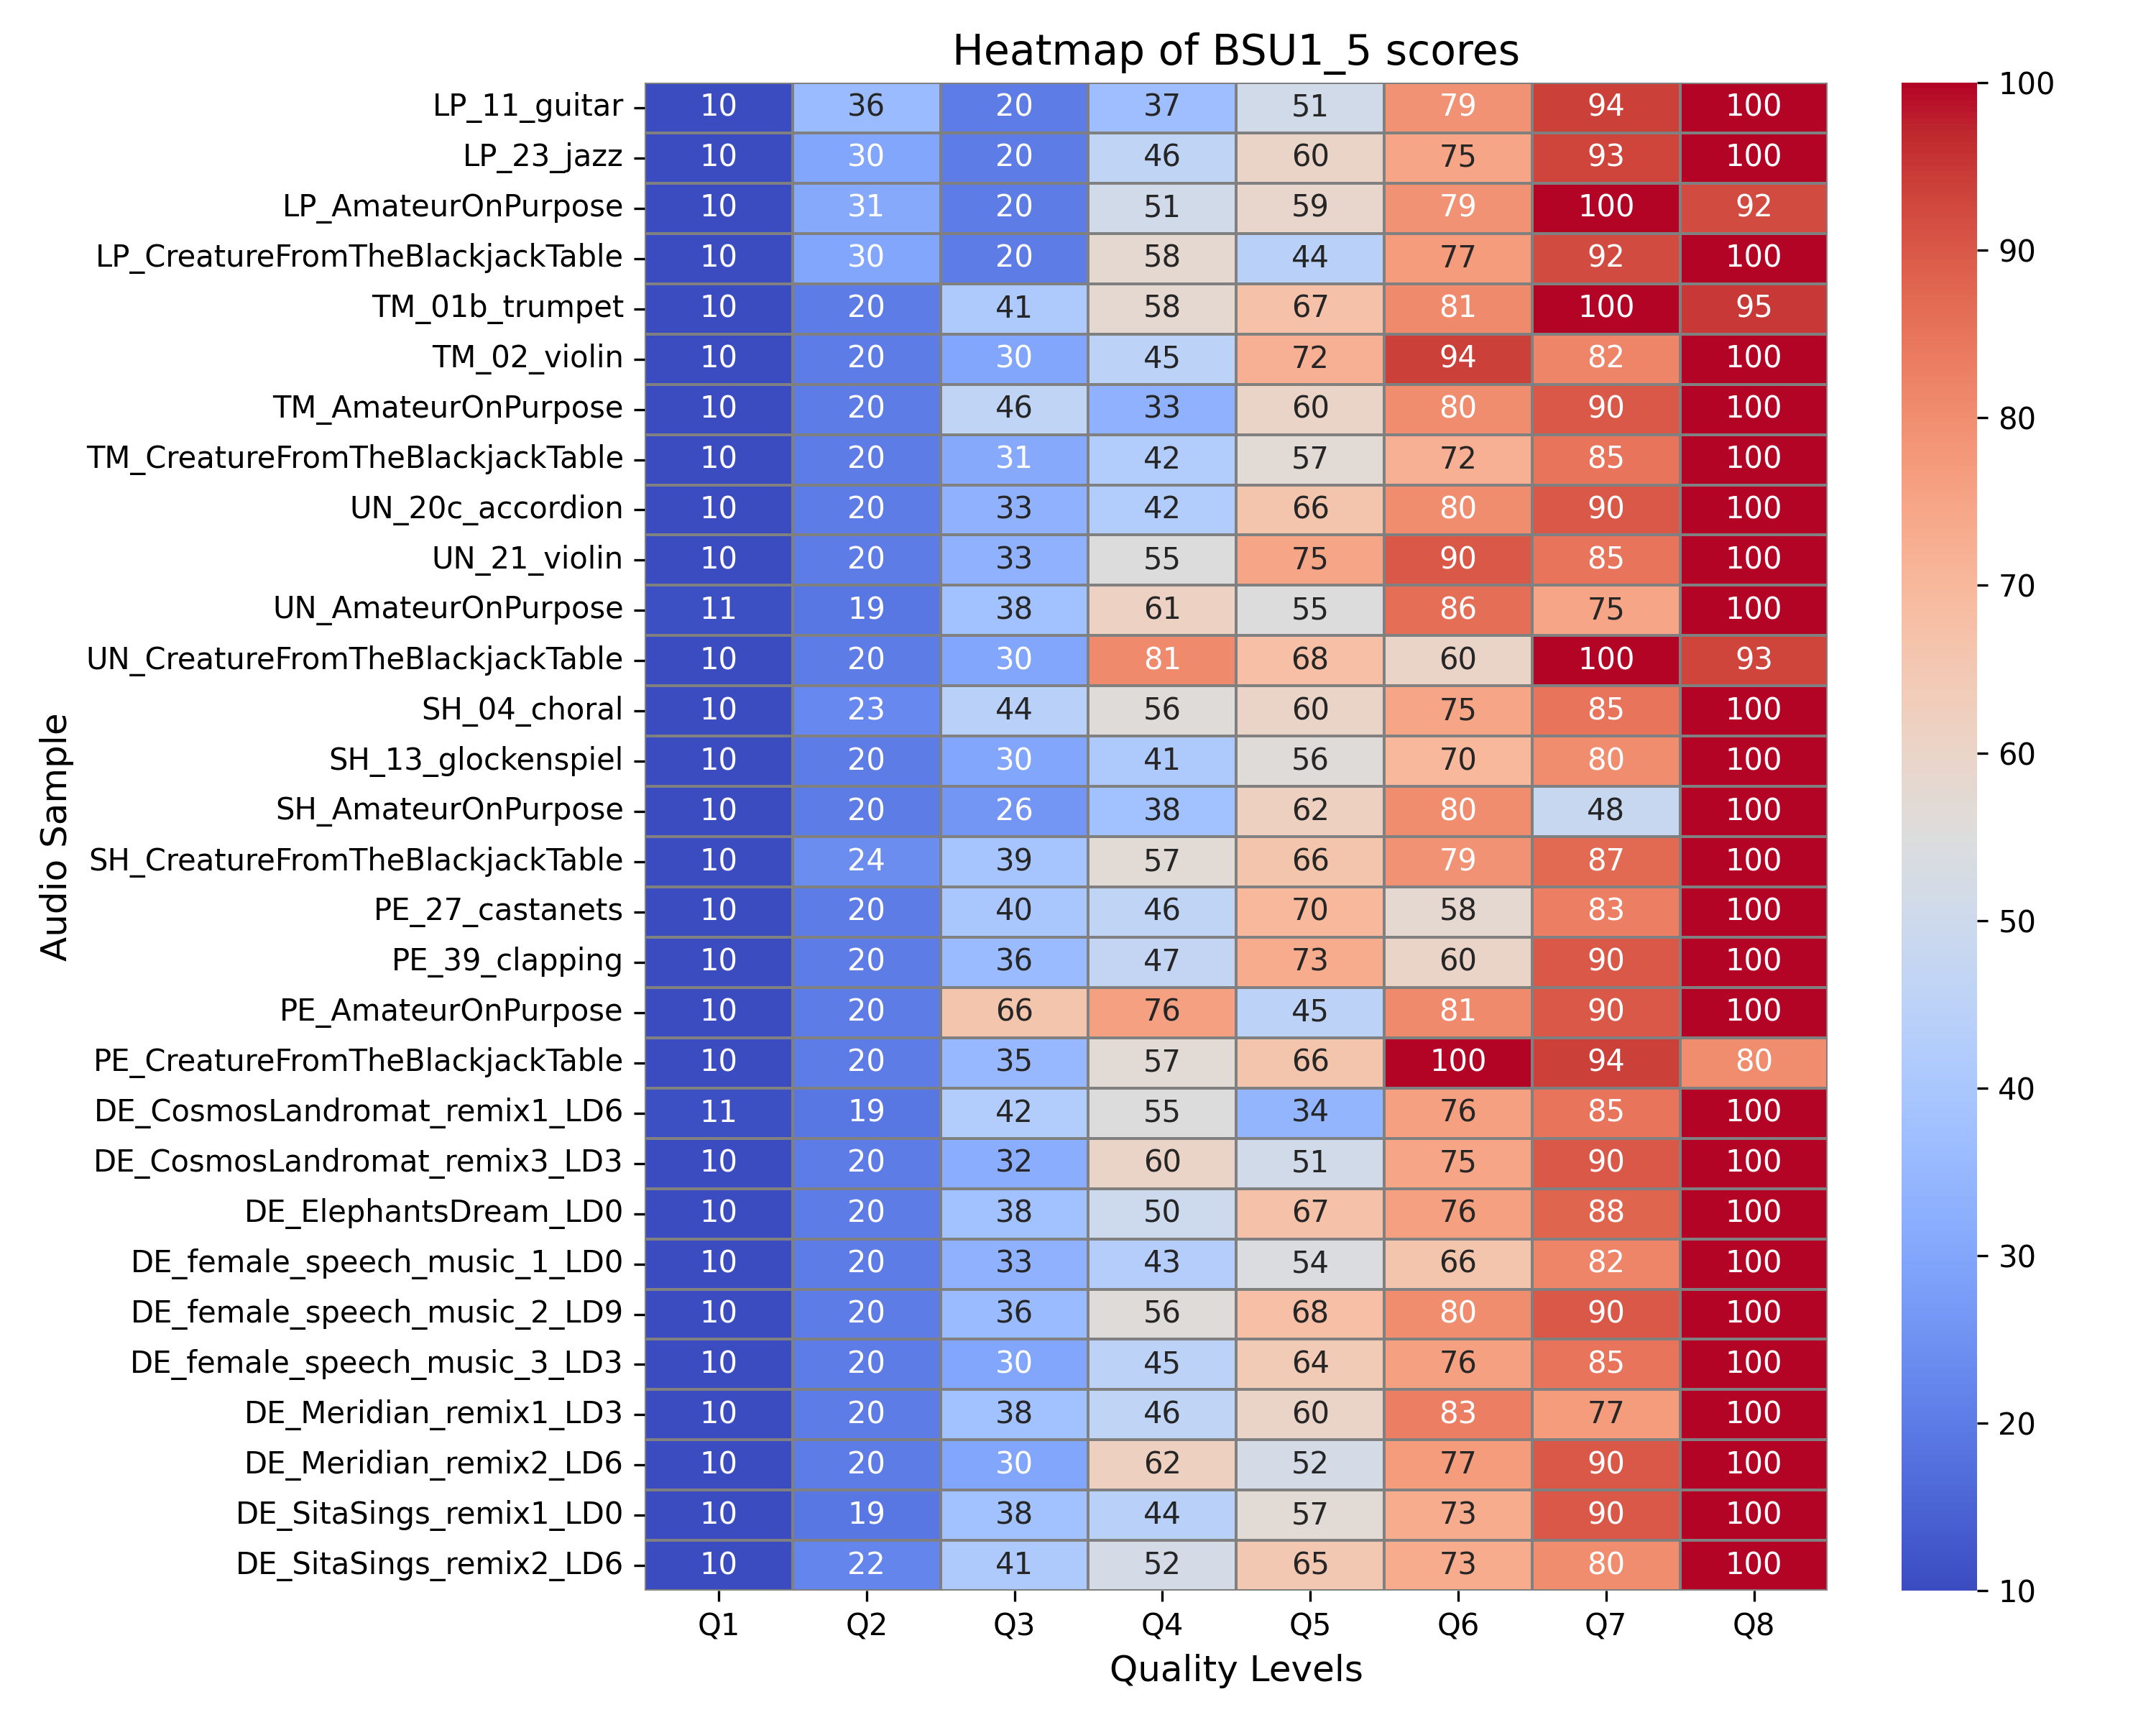 Heatmap of BSU1_5 scores
LP_11_guitar 10 36 20 37 51 79 94 100
LP_23_jazz 10 30 20 46 60 75 93 100
LP_AmateurOnPurpose 10 31 20 51 59 79 100 92
LP_CreatureFromTheBlackjackTable 10 30 20 58 44 77 92 100
TM_01b_trumpet 10 20 41 58 67 81 100 95
TM_02_violin 10 20 30 45 72 94 82 100
TM_AmateurOnPurpose 10 20 46 33 60 80 90 100
TM_CreatureFromTheBlackjackTable 10 20 31 42 57 72 85 100
UN_20c_accordion 10 20 33 42 66 80 90 100
UN_21_violin 10 20 33 55 75 90 85 100
UN_AmateurOnPurpose 11 19 38 61 55 86 75 100
UN_CreatureFromTheBlackjackTable 10 20 30 81 68 60 100 93
SH_04_choral 10 23 44 56 60 75 85 100
SH_13_glockenspiel 10 20 30 41 56 70 80 100
SH_AmateurOnPurpose 10 20 26 38 62 80 48 100
SH_CreatureFromTheBlackjackTable 10 24 39 57 66 79 87 100
PE_27_castanets 10 20 40 46 70 58 83 100
PE_39_clapping 10 20 36 47 73 60 90 100
PE_AmateurOnPurpose 10 20 66 76 45 81 90 100
PE_CreatureFromTheBlackjackTable 10 20 35 57 66 100 94 80
DE_CosmosLandromat_remix1_LD6 11 19 42 55 34 76 85 100
DE_CosmosLandromat_remix3_LD3 10 20 32 60 51 75 90 100
DE_ElephantsDream_LD0 10 20 38 50 67 76 88 100
DE_female_speech_music_1_LD0 10 20 33 43 54 66 82 100
DE_female_speech_music_2_LD9 10 20 36 56 68 80 90 100
DE_female_speech_music_3_LD3 10 20 30 45 64 76 85 100
DE_Meridian_remix1_LD3 10 20 38 46 60 83 77 100
DE_Meridian_remix2_LD6 10 20 30 62 52 77 90 100
DE_SitaSings_remix1_LD0 10 19 38 44 57 73 90 100
DE_SitaSings_remix2_LD6 10 22 41 52 65 73 80 100
Q1 Q2 Q3 Q4 Q5 Q6 Q7 Q8
Quality Levels
Audio Sample
100
90
80
70
60
50
40
30
20
10